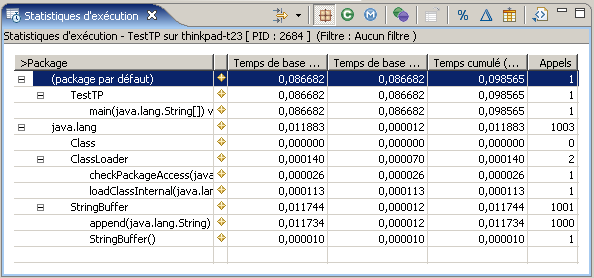 Statistiques d'exécution
Statistiques d'exécution - TestTP sur thinkpad-t23 [ PID : 2684 ] (Filtre : Aucun filtre )
>Package Temps de base ... Temps de base ... Temps cumulé (... Appels
(package par défaut) 0,086682 0,086682 0,098565 1
TestTP 0,086682 0,086682 0,098565 1
main(java.lang.String[]) v 0,086682 0,086682 0,098565 1
java.lang 0,011883 0,000012 0,011883 1003
Class 0,000000 0,000000 0,000000 0
ClassLoader 0,000140 0,000070 0,000140 2
checkPackageAccess(java 0,000026 0,000026 0,000026 1
loadClassInternal(java.lan 0,000113 0,000113 0,000113 1
StringBuffer 0,011744 0,000012 0,011744 1001
append(java.lang.String) 0,011734 0,000012 0,011734 1000
StringBuffer() 0,000010 0,000010 0,000010 1